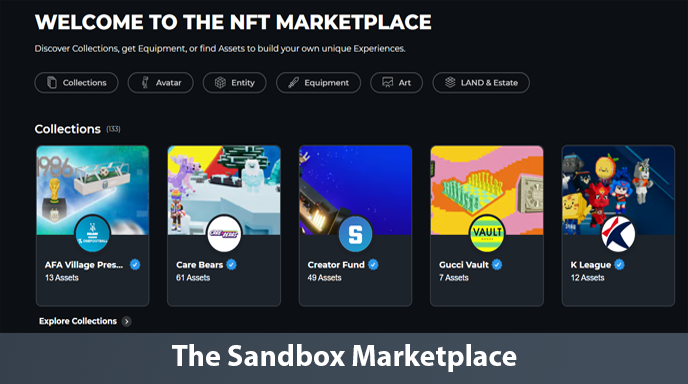 WELCOME TO THE NFT MARKETPLACE
Discover Collections, get Equipment, or find Assets to build your own unique Experiences.
Collections
Avatar
Entity
Equipment
Art
LAND & Estate
Collections (133)
1986
VAULT
CARE BEARS
S
K
AFA Village Pres...
Care Bears
Creator Fund
Gucci Vault
K League
13 Assets
61 Assets
49 Assets
7 Assets
12 Assets
Explore Collections
The Sandbox Marketplace